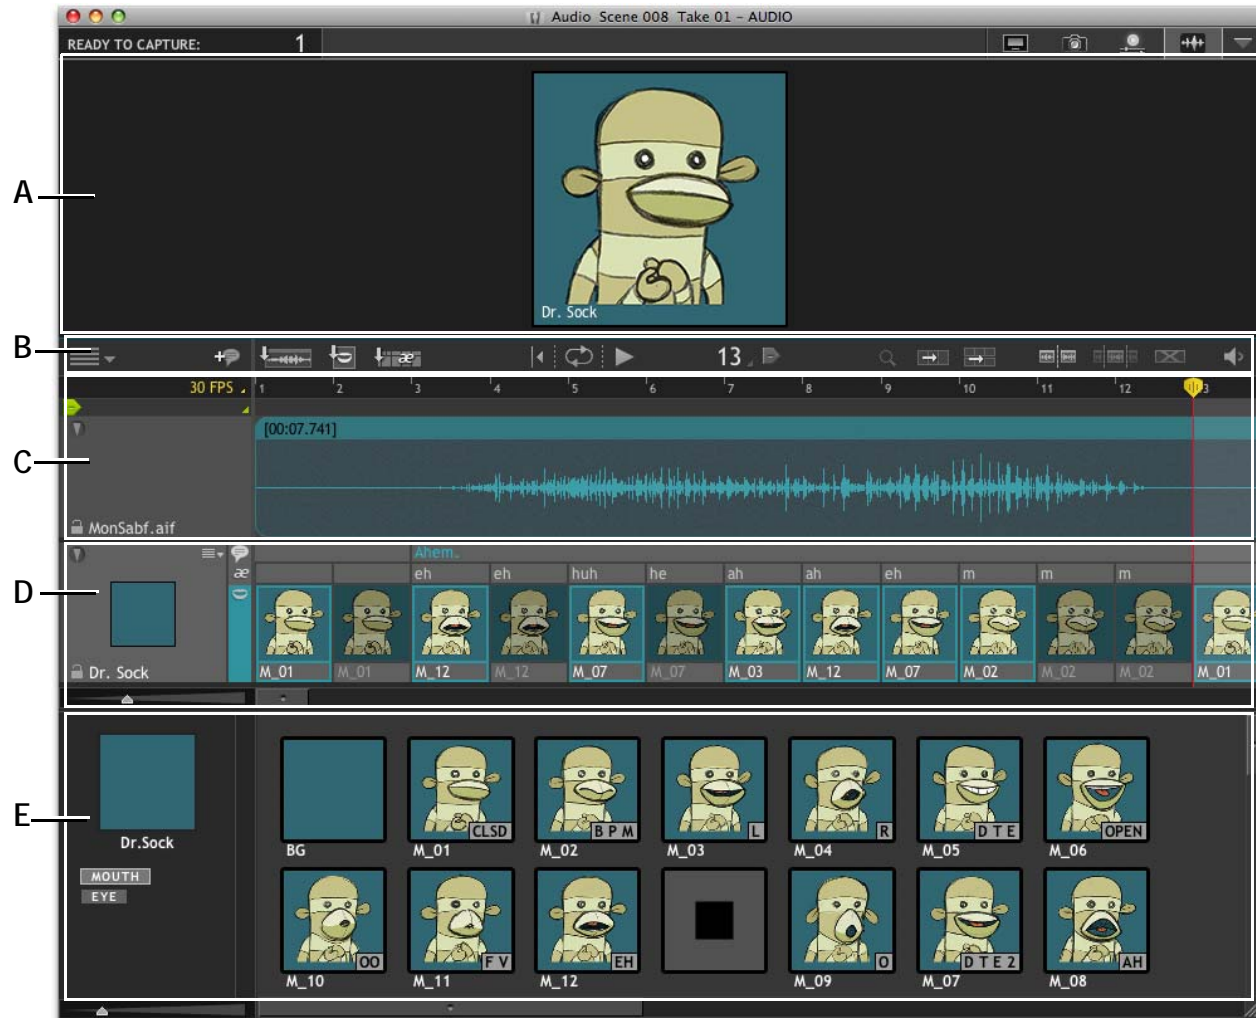 Audio Scene 008 Take 01 – AUDIO
READY TO CAPTURE: 1
A
Dr. Sock
B
æ
13
30 FPS
1 2 3 4 5 6 7 8 9 10 11 12 3
[00:07.741]
C
MonSabf.aif
Ahem.
æ
eh eh huh he ah ah eh m m m
D
Dr. Sock
M_01 M_01 M_12 M_12 M_07 M_07 M_03 M_12 M_07 M_02 M_02 M_02 M_01
E
Dr.Sock
MOUTH
EYE
CLSD B P M L R D T E OPEN
BG M_01 M_02 M_03 M_04 M_05 M_06
OO F V EH O D T E 2 AH
M_10 M_11 M_12 M_09 M_07 M_08